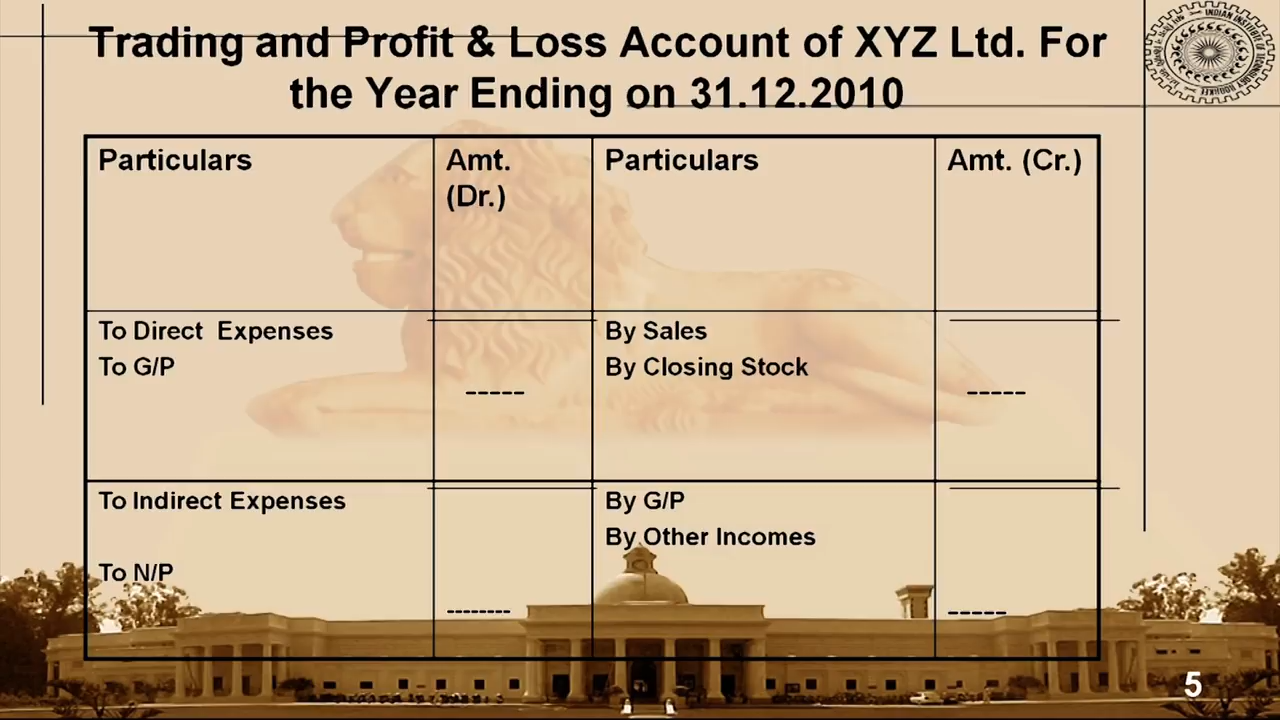 Trading and Profit & Loss Account of XYZ Ltd. For
the Year Ending on 31.12.2010
Particulars
Amt.
(Dr.)
Particulars
Amt. (Cr.)
To Direct Expenses
To G/P
-----
By Sales
By Closing Stock
-----
To Indirect Expenses
To N/P
--------
By G/P
By Other Incomes
-----
5